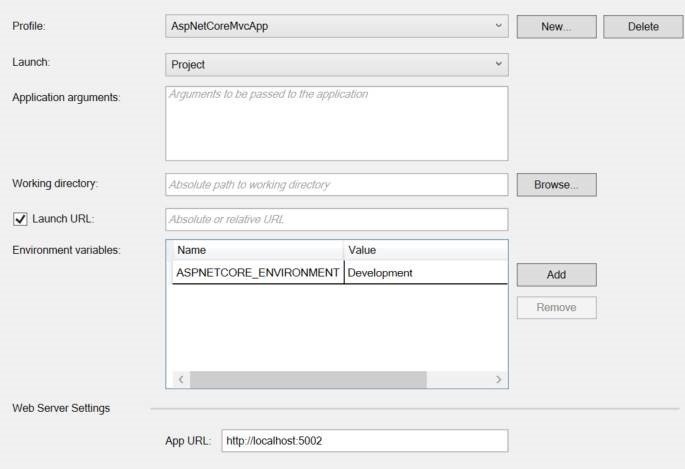 Profile: AspNetCoreMvcApp New... Delete
Launch: Project
Application arguments: Arguments to be passed to the application
Working directory: Absolute path to working directory Browse...
Launch URL: Absolute or relative URL
Environment variables: Name Value
ASPNETCORE_ENVIRONMENT Development Add
Remove
Web Server Settings
App URL: http://localhost:5002